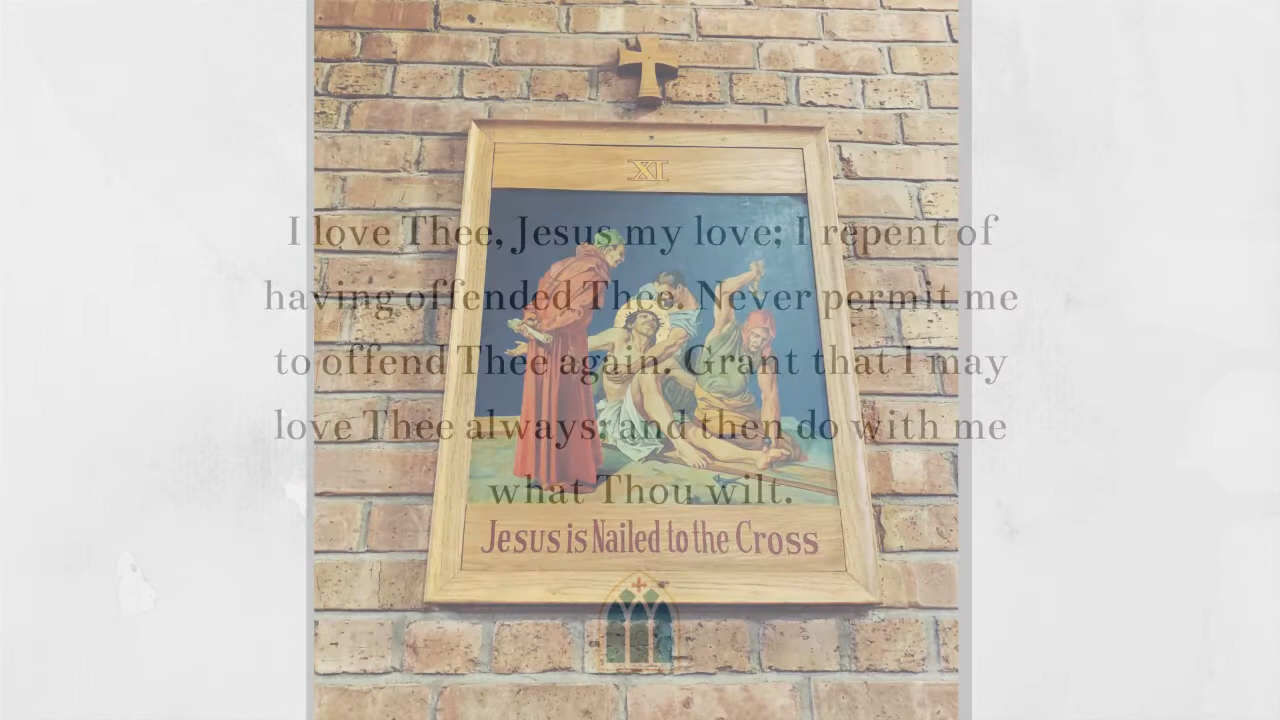 XI
I love Thee, Jesus my love; I repent of
having offended Thee. Never permit me
to offend Thee again. Grant that I may
love Thee always; and then do with me
what Thou wilt.
Jesus is Nailed to the Cross